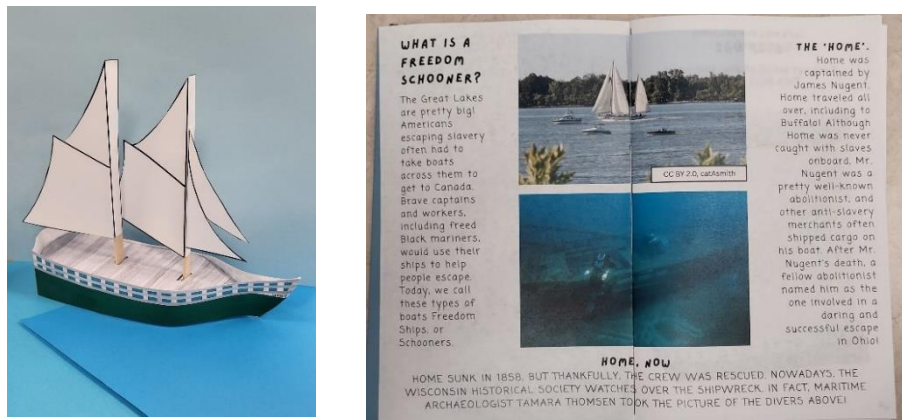 WHAT IS A
FREEDOM
SCHOONER?
The Great Lakes
are pretty big!
Americans
escaping slavery
often had to
take boats
across them to
get to Canada.
Brave captains
and workers,
including freed
Black mariners,
would use their
ships to help
people escape.
Today, we call
these types of
boats Freedom
Ships, or
Schooners.
CC BY 2.0, catAsmith
THE 'HOME'.
Home was
captained by
James Nugent.
Home traveled all
over, including to
Buffalo! Although
Home was never
caught with slaves
onboard, Mr.
Nugent was a
pretty well-known
abolitionist, and
other anti-slavery
merchants often
shipped cargo on
his boat. After Mr.
Nugent's death, a
fellow abolitionist
named him as the
one involved in a
daring and
successful escape
in Ohio!
HOME, NOW
HOME SUNK IN 1858, BUT THANKFULLY, THE CREW WAS RESCUED. NOWADAYS, THE
WISCONSIN HISTORICAL SOCIETY WATCHES OVER THE SHIPWRECK. IN FACT, MARITIME
ARCHAEOLOGIST TAMARA THOMSEN TOOK THE PICTURE OF THE DIVERS ABOVE!